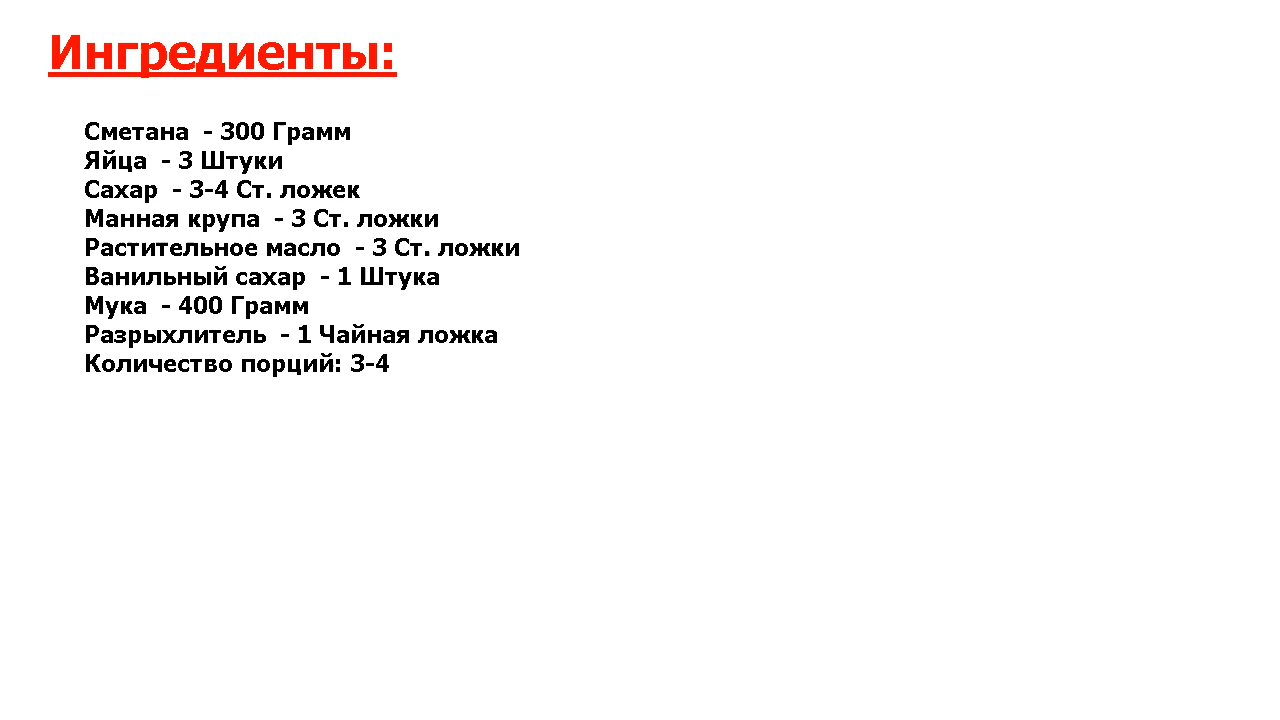 Ингредиенты:
Сметана  - 300 Грамм
Яйца  - 3 Штуки
Сахар  - 3-4 Ст. ложек
Манная крупа  - 3 Ст. ложки
Растительное масло  - 3 Ст. ложки
Ванильный сахар  - 1 Штука
Мука  - 400 Грамм
Разрыхлитель  - 1 Чайная ложка
Количество порций: 3-4